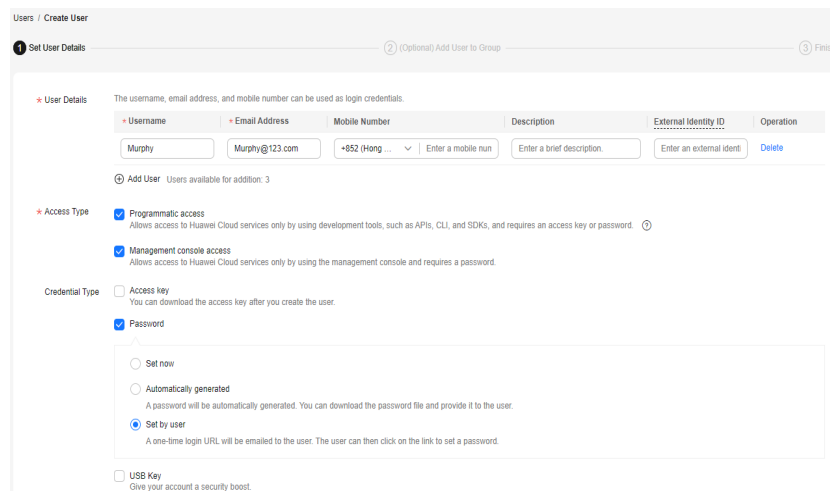 Users / Create User
1 Set User Details
2 (Optional) Add User to Group
3 Finis
* User Details
The username, email address, and mobile number can be used as login credentials.
* Username * Email Address Mobile Number Description External Identity ID Operation
Murphy Murphy@123.com +852 (Hong ... Enter a mobile nun Enter a brief description. Enter an external identi Delete
Add User Users available for addition: 3
* Access Type Programmatic access
Allows access to Huawei Cloud services only by using development tools, such as APIs, CLI, and SDKs, and requires an access key or password. ?
Management console access
Allows access to Huawei Cloud services only by using the management console and requires a password.
Credential Type Access key
You can download the access key after you create the user.
Password
Set now
Automatically generated
A password will be automatically generated. You can download the password file and provide it to the user.
Set by user
A one-time login URL will be emailed to the user. The user can then click on the link to set a password.
USB Key
Give your account a security boost.